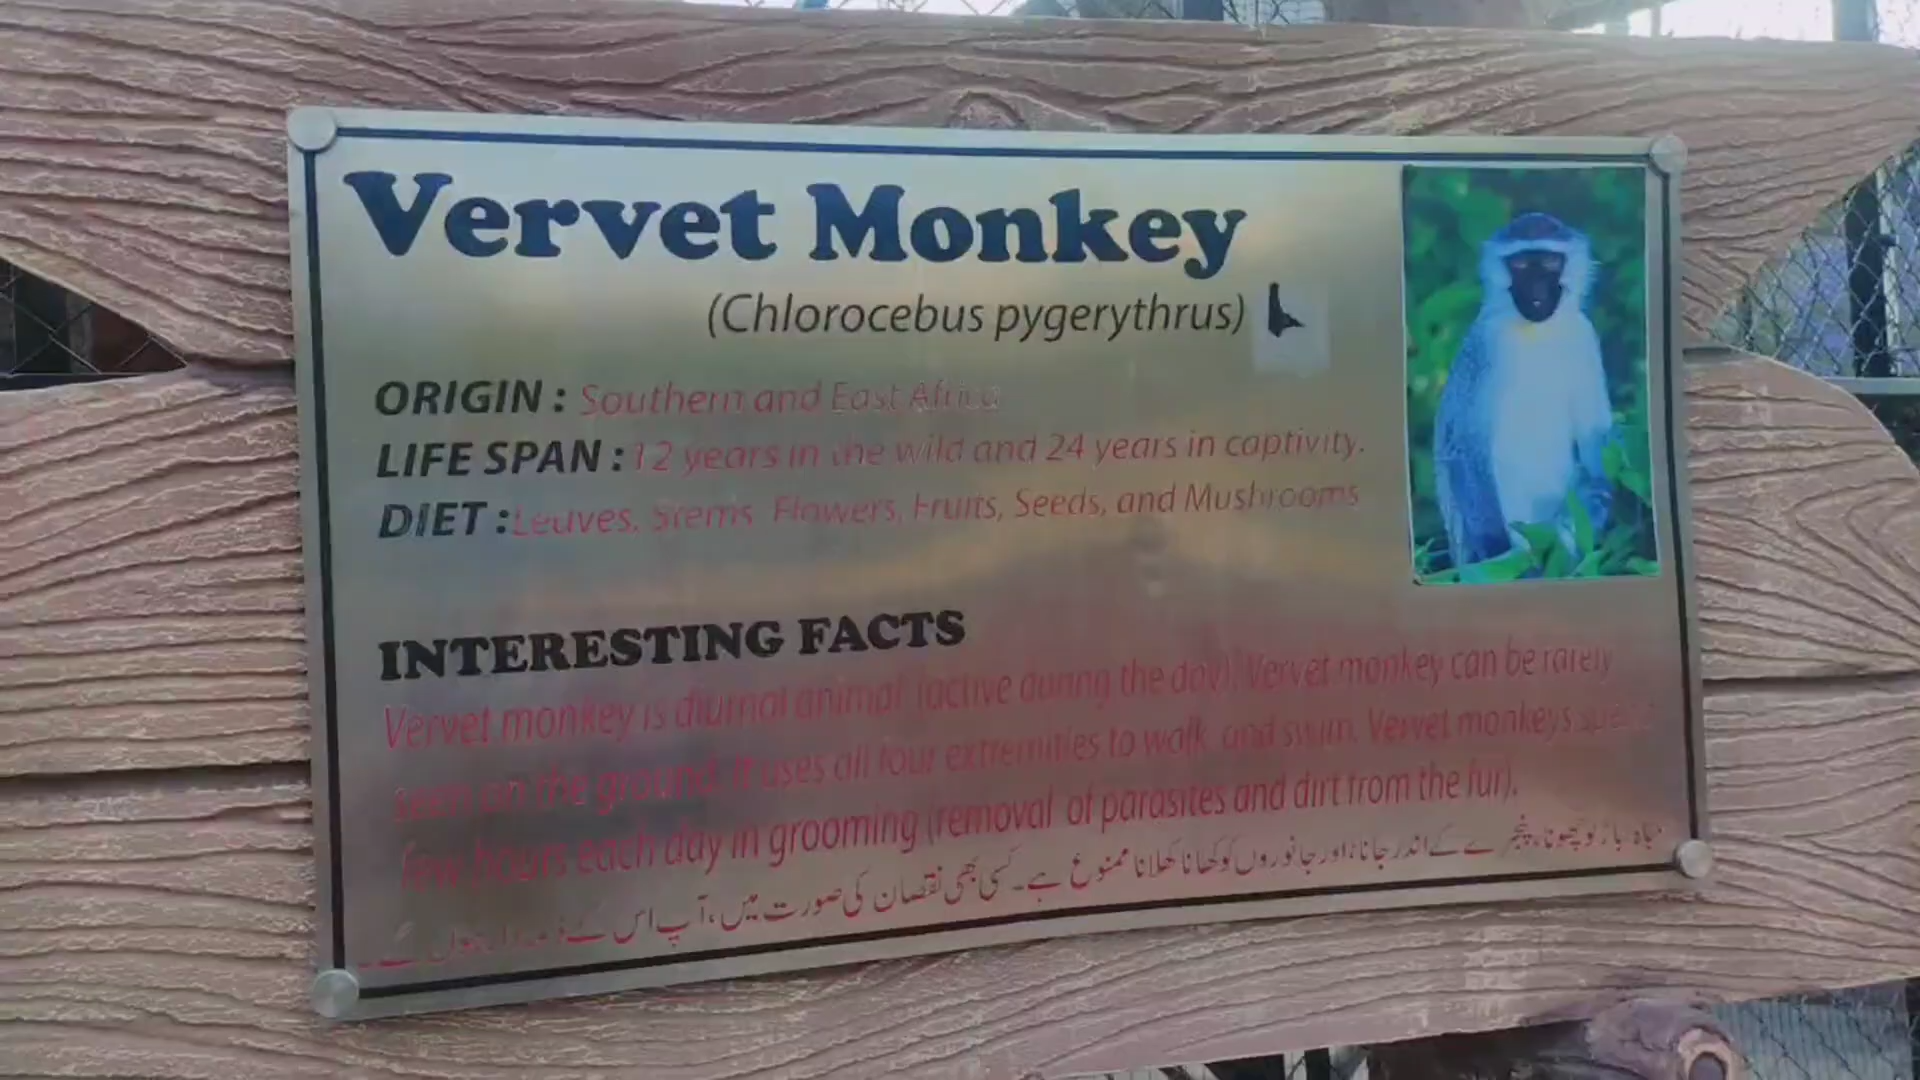 Vervet Monkey
(Chlorocebus pygerythrus)
ORIGIN : Southern and East Africa
LIFE SPAN : 12 years in the wild and 24 years in captivity.
DIET : Leaves, Stems Flowers, Fruits, Seeds, and Mushrooms
INTERESTING FACTS
Vervet monkey is diurnal animal (active during the day). Vervet monkey can be rarely
seen on the ground. It uses all four extremities to walk and swim. Vervet monkeys spend
few hours each day in grooming (removal of parasites and dirt from the fur).
چھونا، پنجرے کے اندر جانا، اور جانوروں کو کھانا کھلانا ممنوع ہے۔ کسی بھی نقصان کی صورت میں، آپ اس کے